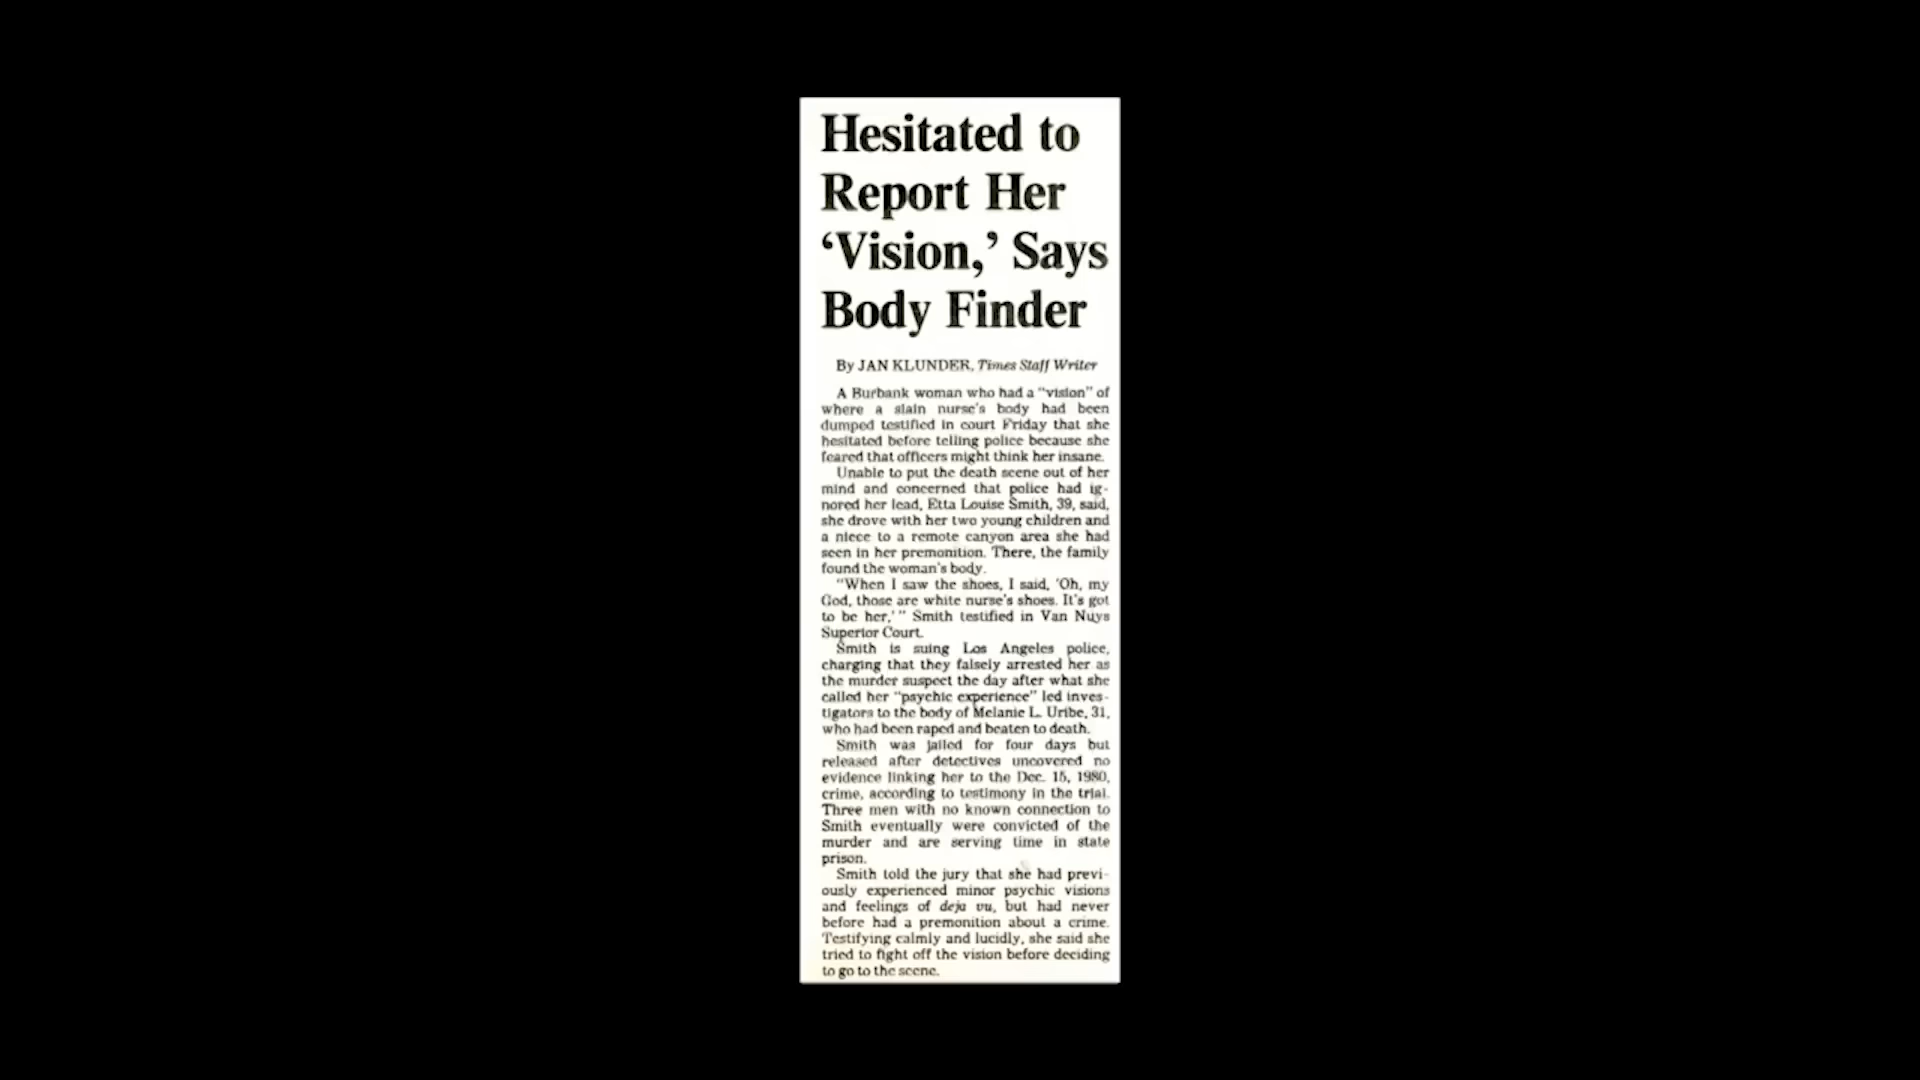 Hesitated to
Report Her
‘Vision,’ Says
Body Finder
By JAN KLUNDER, Times Staff Writer
A Burbank woman who had a “vision” of
where a slain nurse’s body had been
dumped testified in court Friday that she
hesitated before telling police because she
feared that officers might think her insane.
Unable to put the death scene out of her
mind and concerned that police had ig-
nored her lead, Etta Louise Smith, 39, said,
she drove with her two young children and
a niece to a remote canyon area she had
seen in her premonition. There, the family
found the woman’s body.
“When I saw the shoes, I said, ‘Oh, my
God, those are white nurse’s shoes. It’s got
to be her,’ ” Smith testified in Van Nuys
Superior Court.
Smith is suing Los Angeles police,
charging that they falsely arrested her as
the murder suspect the day after what she
called her “psychic experience” led inves-
tigators to the body of Melanie L. Uribe, 31,
who had been raped and beaten to death.
Smith was jailed for four days but
released after detectives uncovered no
evidence linking her to the Dec. 15, 1980,
crime, according to testimony in the trial.
Three men with no known connection to
Smith eventually were convicted of the
murder and are serving time in state
prison.
Smith told the jury that she had previ-
ously experienced minor psychic visions
and feelings of deja vu, but had never
before had a premonition about a crime.
Testifying calmly and lucidly, she said she
tried to fight off the vision before deciding
to go to the scene.